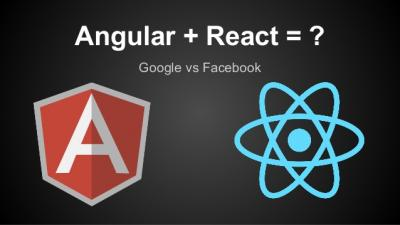 Angular + React = ?
Google vs Facebook
A